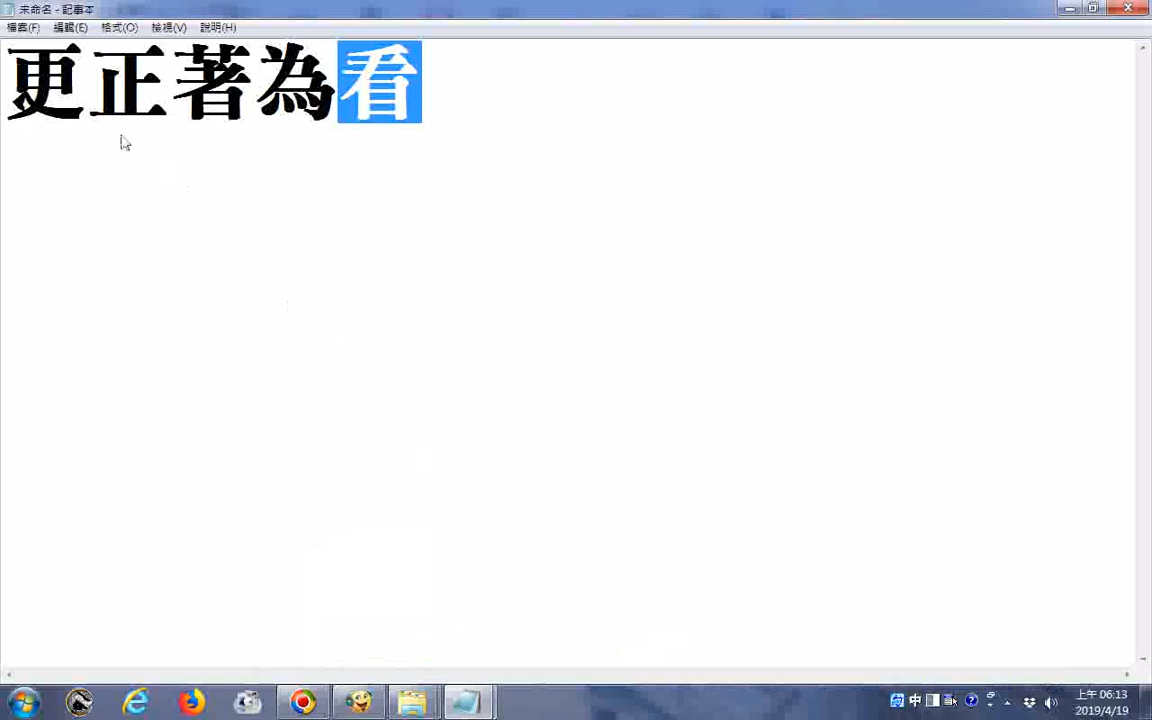 未命名 - 記事本
檔案(F) 編輯(E) 格式(O) 檢視(V) 說明(H)
更正著為看
中
上午 06:13
2019/4/19